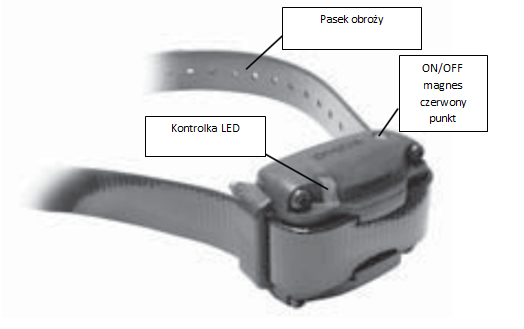 Pasek obroży
ON/OFF
magnes
czerwony
punkt
Kontrolka LED